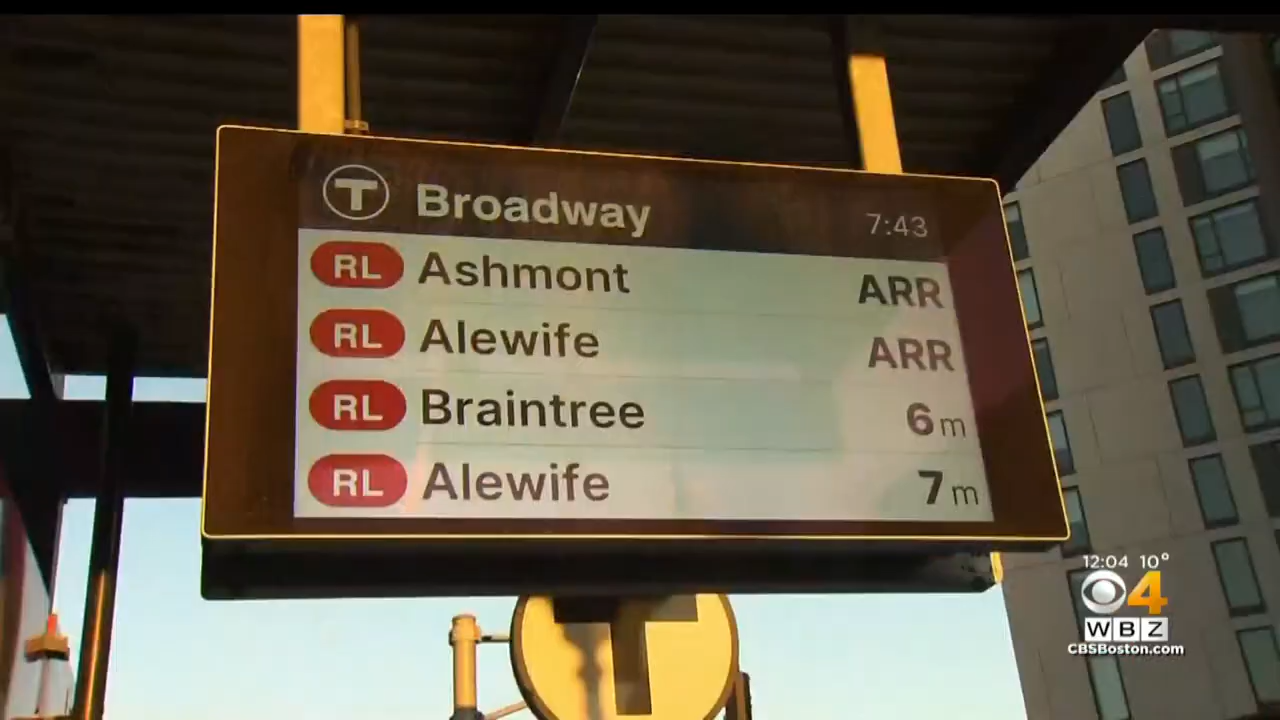 T Broadway 7:43
RL Ashmont ARR
RL Alewife ARR
RL Braintree 6 m
RL Alewife 7 m
T
12:04 10°
4
WBZ
CBSBoston.com